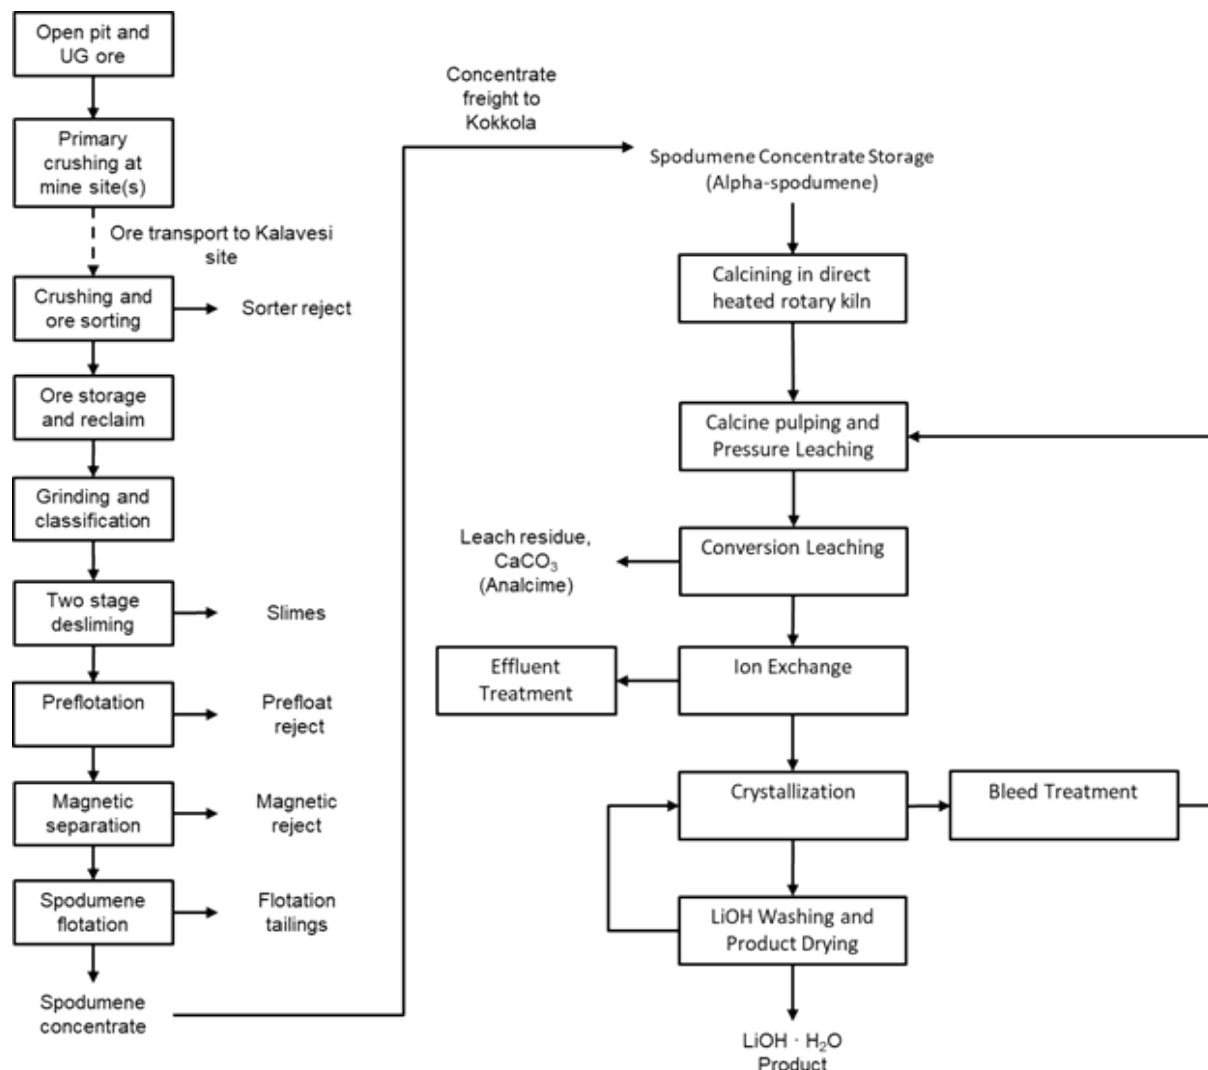 Open pit and
UG ore
Primary
crushing at
mine site(s)
Ore transport to Kalavesi
site
Crushing and
ore sorting
Sorter reject
Ore storage
and reclaim
Grinding and
classification
Two stage
desliming
Slimes
Preflotation
Prefloat
reject
Magnetic
separation
Magnetic
reject
Spodumene
flotation
Flotation
tailings
Spodumene
concentrate
Concentrate
freight to
Kokkola
Spodumene Concentrate Storage
(Alpha-spodumene)
Calcining in direct
heated rotary kiln
Calcine pulping and
Pressure Leaching
Conversion Leaching
Leach residue,
CaCO₃
(Analcime)
Ion Exchange
Effluent
Treatment
Crystallization
Bleed Treatment
LiOH Washing and
Product Drying
LiOH · H₂O
Product